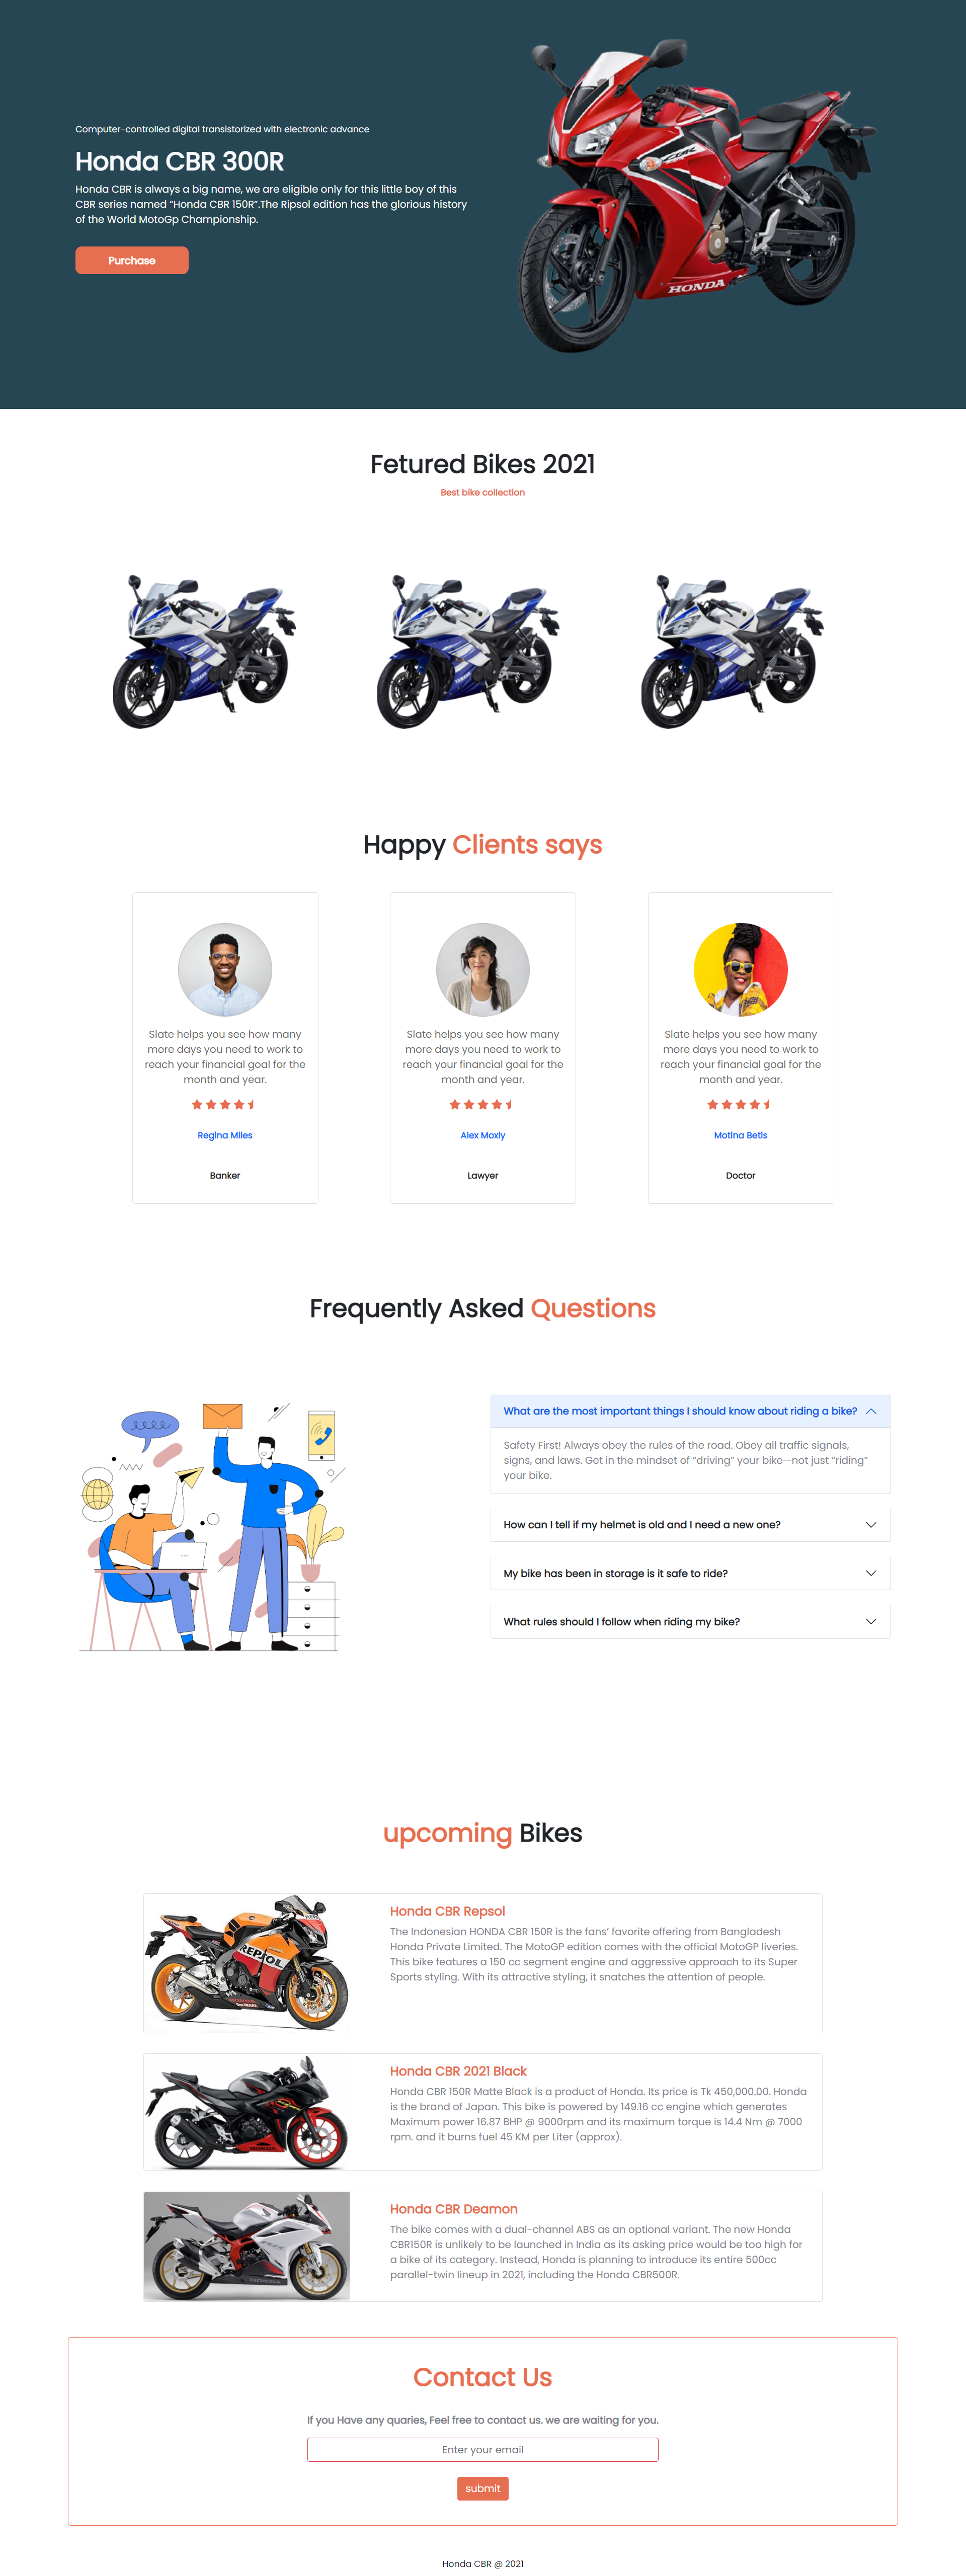 Computer-controlled digital transistorized with electronic advance
Honda CBR 300R
Honda CBR is always a big name, we are eligible only for this little boy of this
CBR series named “Honda CBR 150R”.The Ripsol edition has the glorious history
of the World MotoGp Championship.
Purchase
CBR
HONDA
Fetured Bikes 2021
Best bike collection
YAMAHA
YAMAHA
YAMAHA
Happy Clients says
Slate helps you see how many
more days you need to work to
reach your financial goal for the
month and year.
Regina Miles
Banker
Slate helps you see how many
more days you need to work to
reach your financial goal for the
month and year.
Alex Moxly
Lawyer
Slate helps you see how many
more days you need to work to
reach your financial goal for the
month and year.
Motina Betis
Doctor
Frequently Asked Questions
What are the most important things I should know about riding a bike?
Safety First! Always obey the rules of the road. Obey all traffic signals,
signs, and laws. Get in the mindset of “driving” your bike—not just “riding”
your bike.
How can I tell if my helmet is old and I need a new one?
My bike has been in storage is it safe to ride?
What rules should I follow when riding my bike?
upcoming Bikes
REPSOL
Honda CBR Repsol
The Indonesian HONDA CBR 150R is the fans’ favorite offering from Bangladesh
Honda Private Limited. The MotoGP edition comes with the official MotoGP liveries.
This bike features a 150 cc segment engine and aggressive approach to its Super
Sports styling. With its attractive styling, it snatches the attention of people.
Honda CBR 2021 Black
Honda CBR 150R Matte Black is a product of Honda. Its price is Tk 450,000.00. Honda
is the brand of Japan. This bike is powered by 149.16 cc engine which generates
Maximum power 16.87 BHP @ 9000rpm and its maximum torque is 14.4 Nm @ 7000
rpm. and it burns fuel 45 KM per Liter (approx).
HONDA
Honda CBR Deamon
The bike comes with a dual-channel ABS as an optional variant. The new Honda
CBR150R is unlikely to be launched in India as its asking price would be too high for
a bike of its category. Instead, Honda is planning to introduce its entire 500cc
parallel-twin lineup in 2021, including the Honda CBR500R.
Contact Us
If you Have any quaries, Feel free to contact us. we are waiting for you.
Enter your email
submit
Honda CBR @ 2021